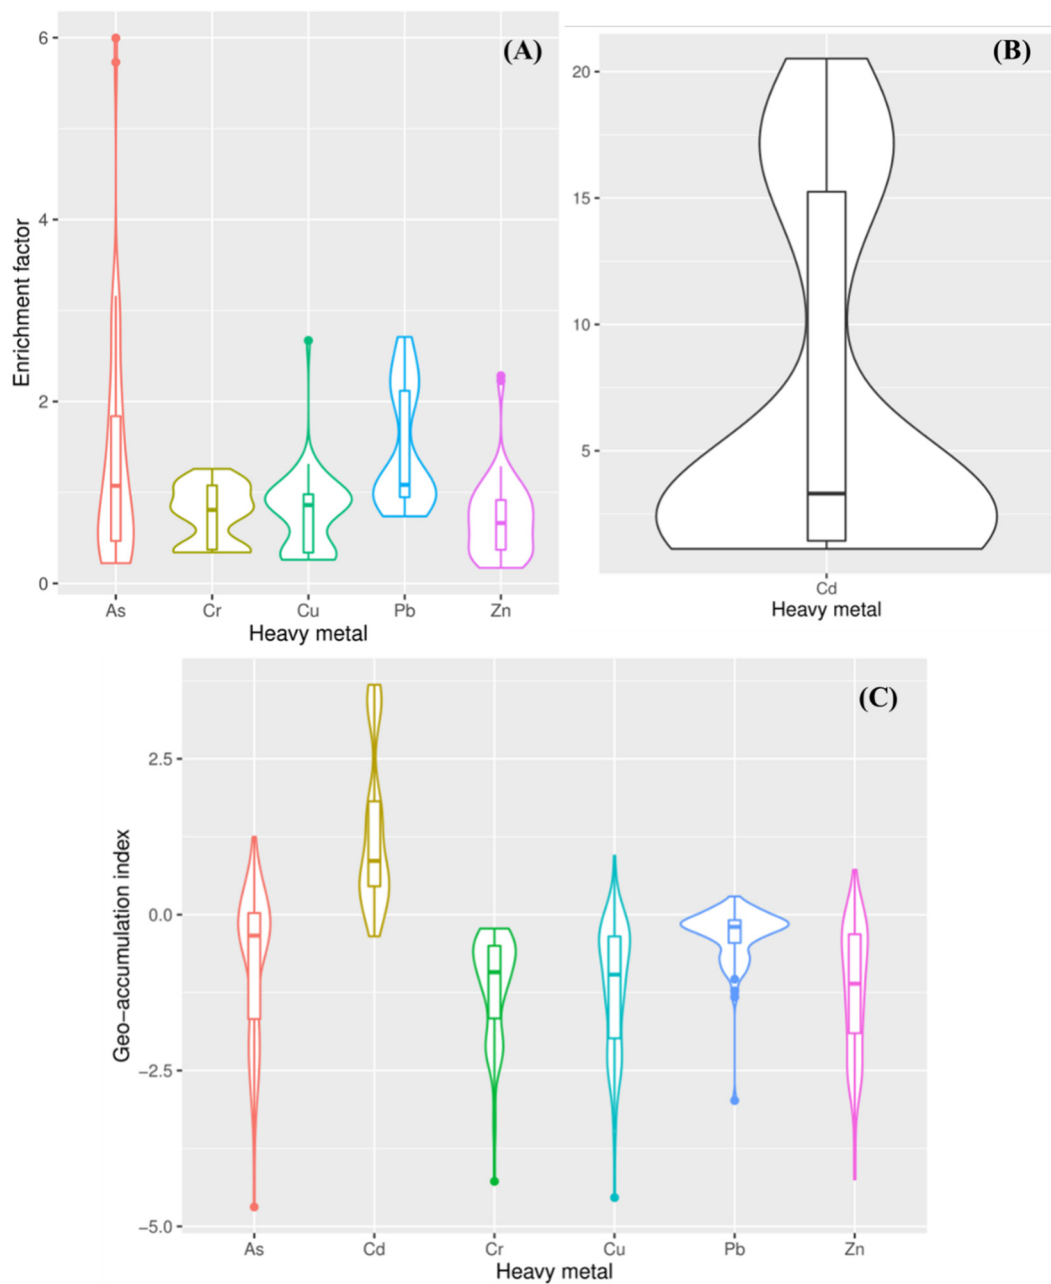 (A)
Enrichment factor
6
4
2
0
As Cr Cu Pb Zn
Heavy metal
(B)
20
15
10
5
Cd
Heavy metal
(C)
Geo−accumulation index
2.5
0.0
−2.5
−5.0
As Cd Cr Cu Pb Zn
Heavy metal